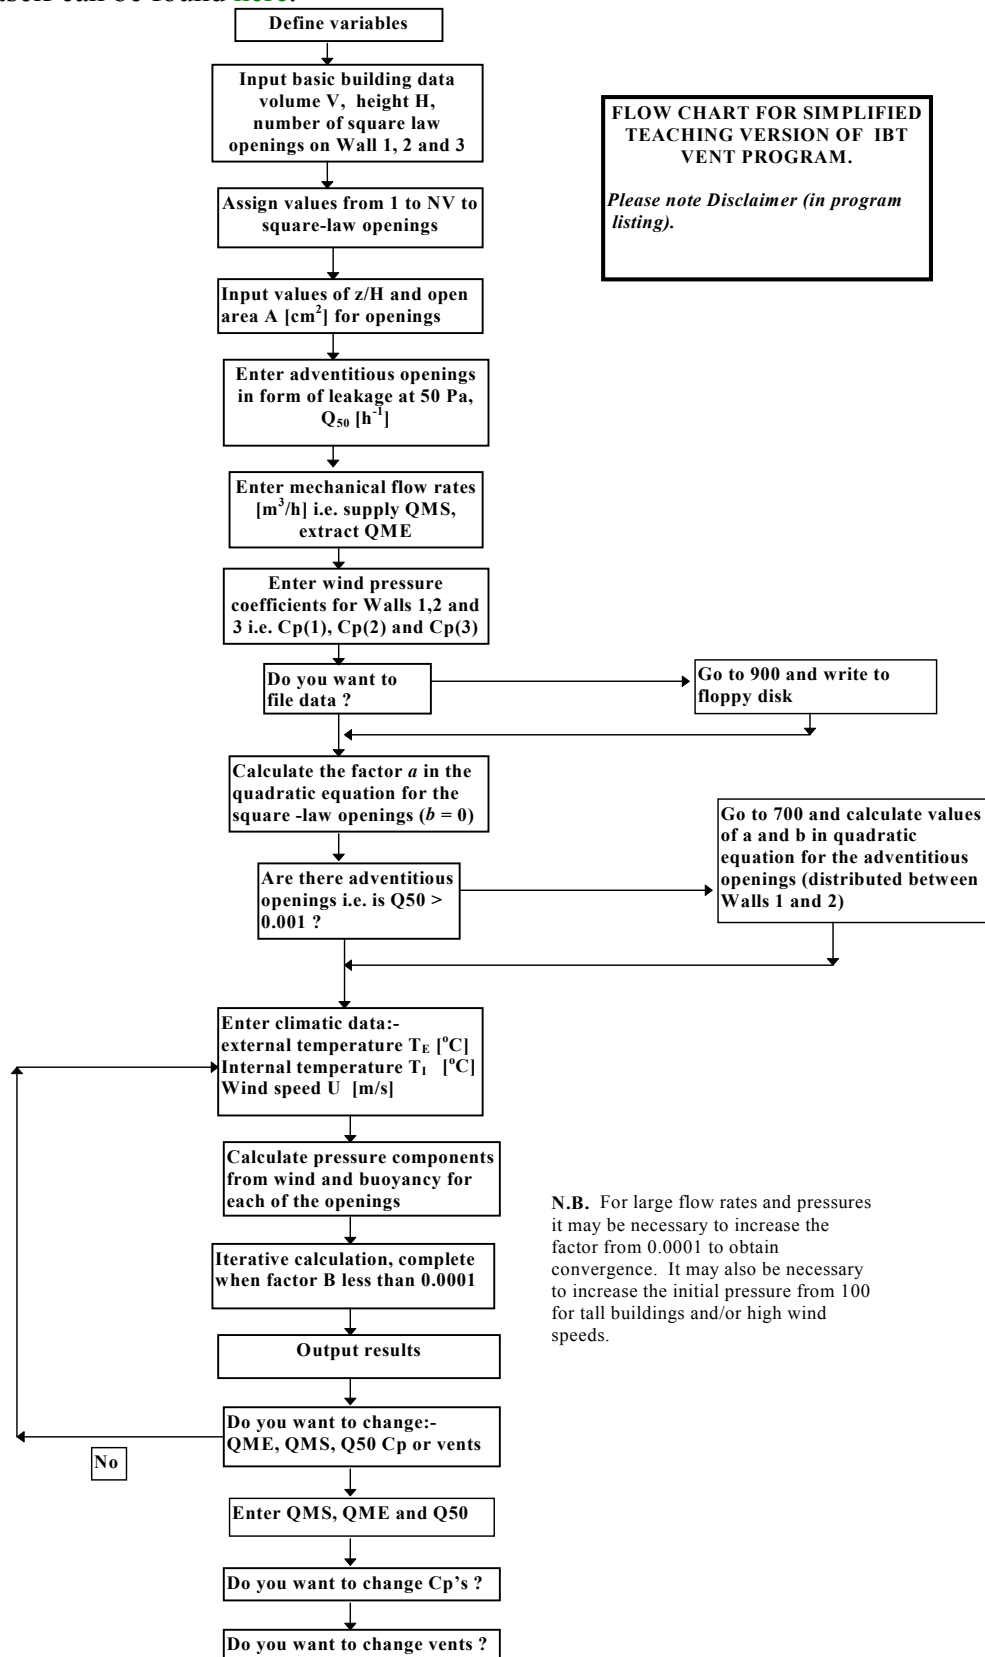 itself can be found here.
Define variables
Input basic building data
volume V, height H,
number of square law
openings on Wall 1, 2 and 3
FLOW CHART FOR SIMPLIFIED
TEACHING VERSION OF IBT
VENT PROGRAM.
Please note Disclaimer (in program
listing).
Assign values from 1 to NV to
square-law openings
Input values of z/H and open
area A [cm²] for openings
Enter adventitious openings
in form of leakage at 50 Pa,
Q₅₀ [h⁻¹]
Enter mechanical flow rates
[m³/h] i.e. supply QMS,
extract QME
Enter wind pressure
coefficients for Walls 1,2 and
3 i.e. Cp(1), Cp(2) and Cp(3)
Do you want to
file data ?
Go to 900 and write to
floppy disk
Calculate the factor a in the
quadratic equation for the
square -law openings (b = 0)
Go to 700 and calculate values
of a and b in quadratic
equation for the adventitious
openings (distributed between
Walls 1 and 2)
Are there adventitious
openings i.e. is Q50 >
0.001 ?
Enter climatic data:-
external temperature T_E [°C]
Internal temperature T_I [°C]
Wind speed U [m/s]
Calculate pressure components
from wind and buoyancy for
each of the openings
N.B. For large flow rates and pressures
it may be necessary to increase the
factor from 0.0001 to obtain
convergence. It may also be necessary
to increase the initial pressure from 100
for tall buildings and/or high wind
speeds.
Iterative calculation, complete
when factor B less than 0.0001
Output results
Do you want to change:-
QME, QMS, Q50 Cp or vents
No
Enter QMS, QME and Q50
Do you want to change Cp's ?
Do you want to change vents ?